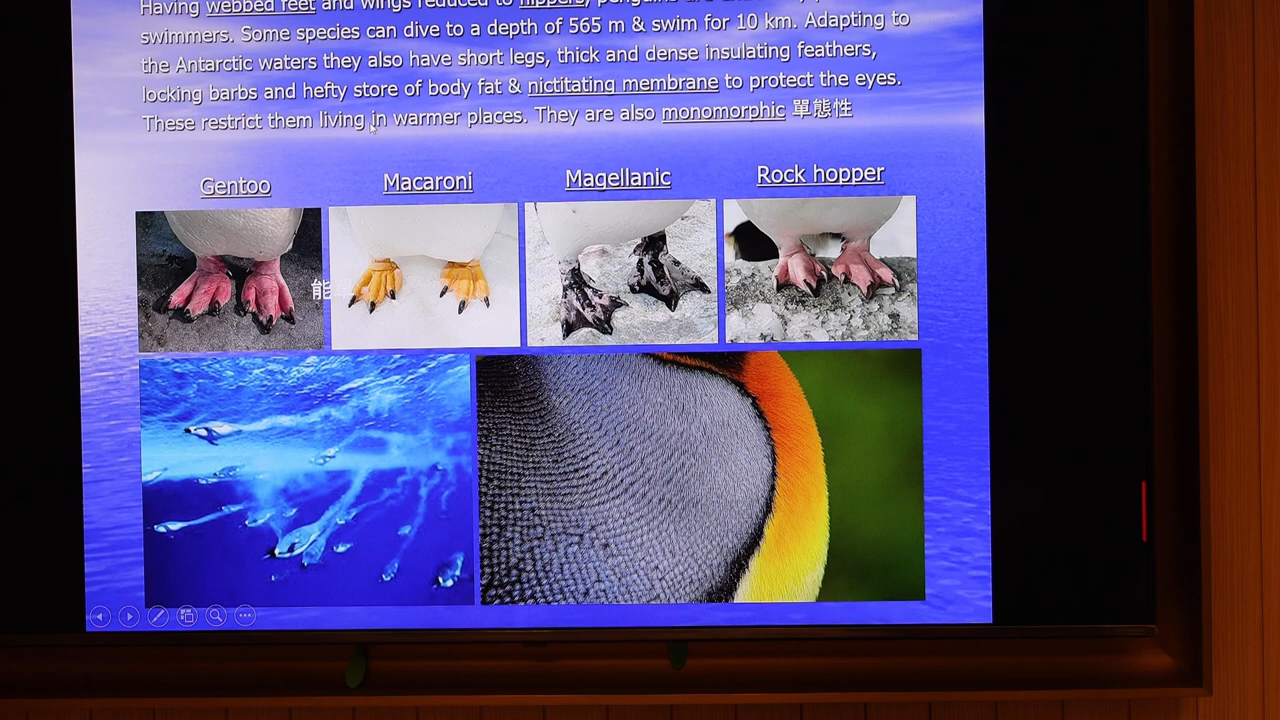 Having webbed feet and wings reduced to flippers, penguins
swimmers. Some species can dive to a depth of 565 m & swim for 10 km. Adapting to
the Antarctic waters they also have short legs, thick and dense insulating feathers,
locking barbs and hefty store of body fat & nictitating membrane to protect the eyes.
These restrict them living in warmer places. They are also monomorphic 單態性
Gentoo Macaroni Magellanic Rock hopper
能